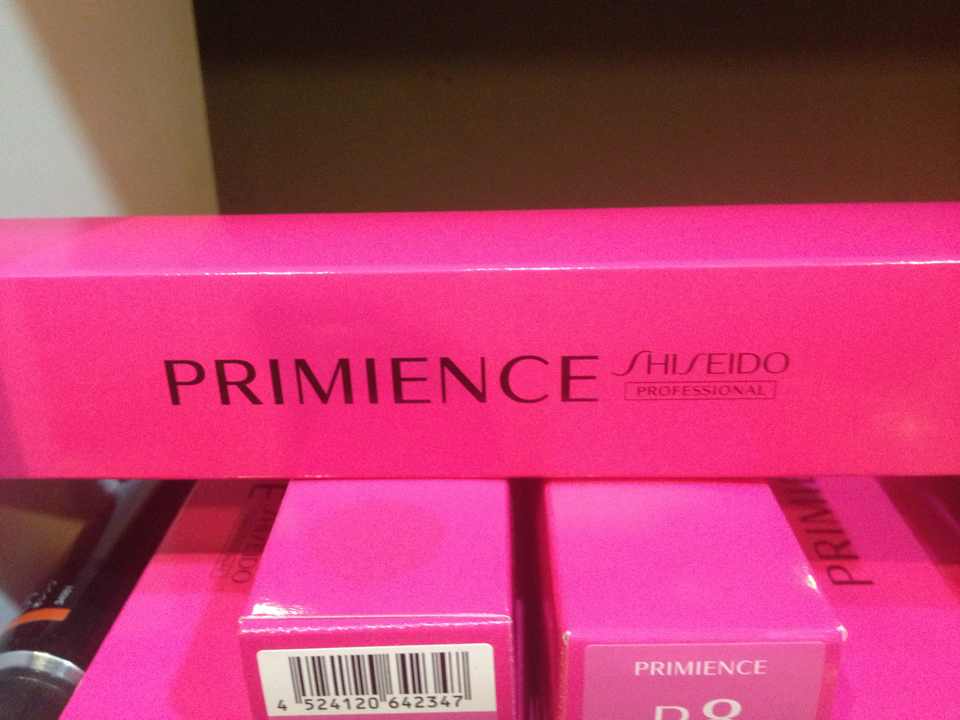 PRIMIENCE SHISEIDO
PROFESSIONAL
PRIMI
4 524120 642347
PRIMIENCE